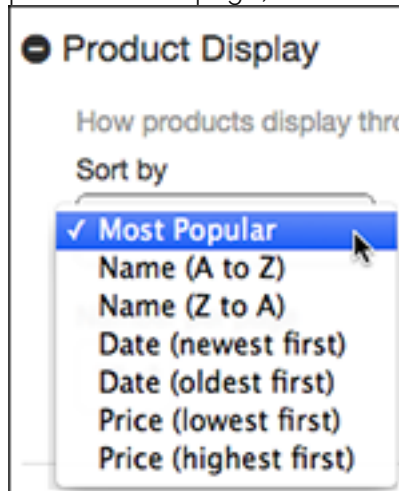 Product Display
How products display thro
Sort by
✓ Most Popular
Name (A to Z)
Name (Z to A)
Date (newest first)
Date (oldest first)
Price (lowest first)
Price (highest first)